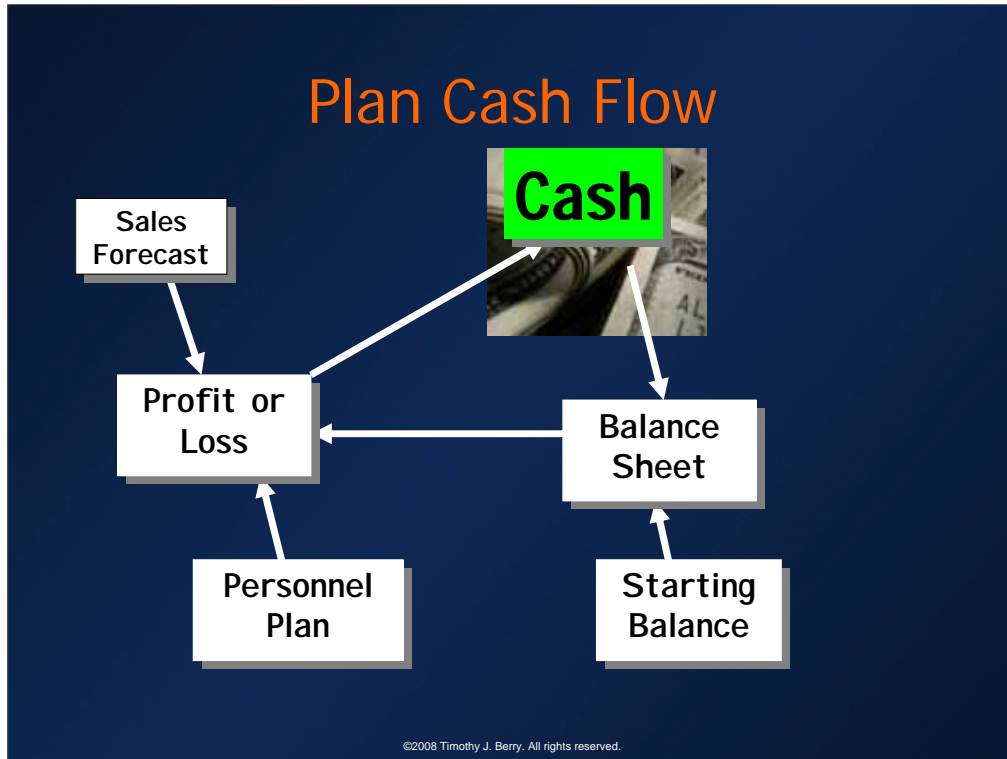 Plan Cash Flow
Cash
Sales
Forecast
Profit or
Loss
Balance
Sheet
Personnel
Plan
Starting
Balance
©2008 Timothy J. Berry. All rights reserved.